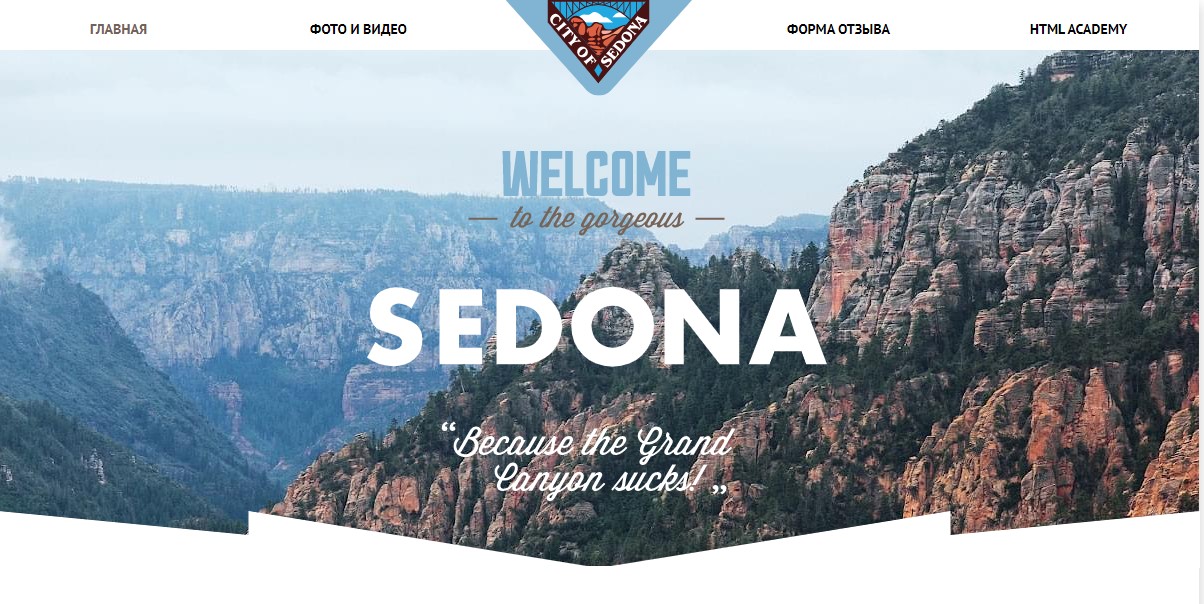 ГЛАВНАЯ
ФОТО И ВИДЕО
CITY OF SEDONA
ФОРМА ОТЗЫВА
HTML ACADEMY
WELCOME
to the gorgeous
SEDONA
“Because the Grand
Canyon sucks! „